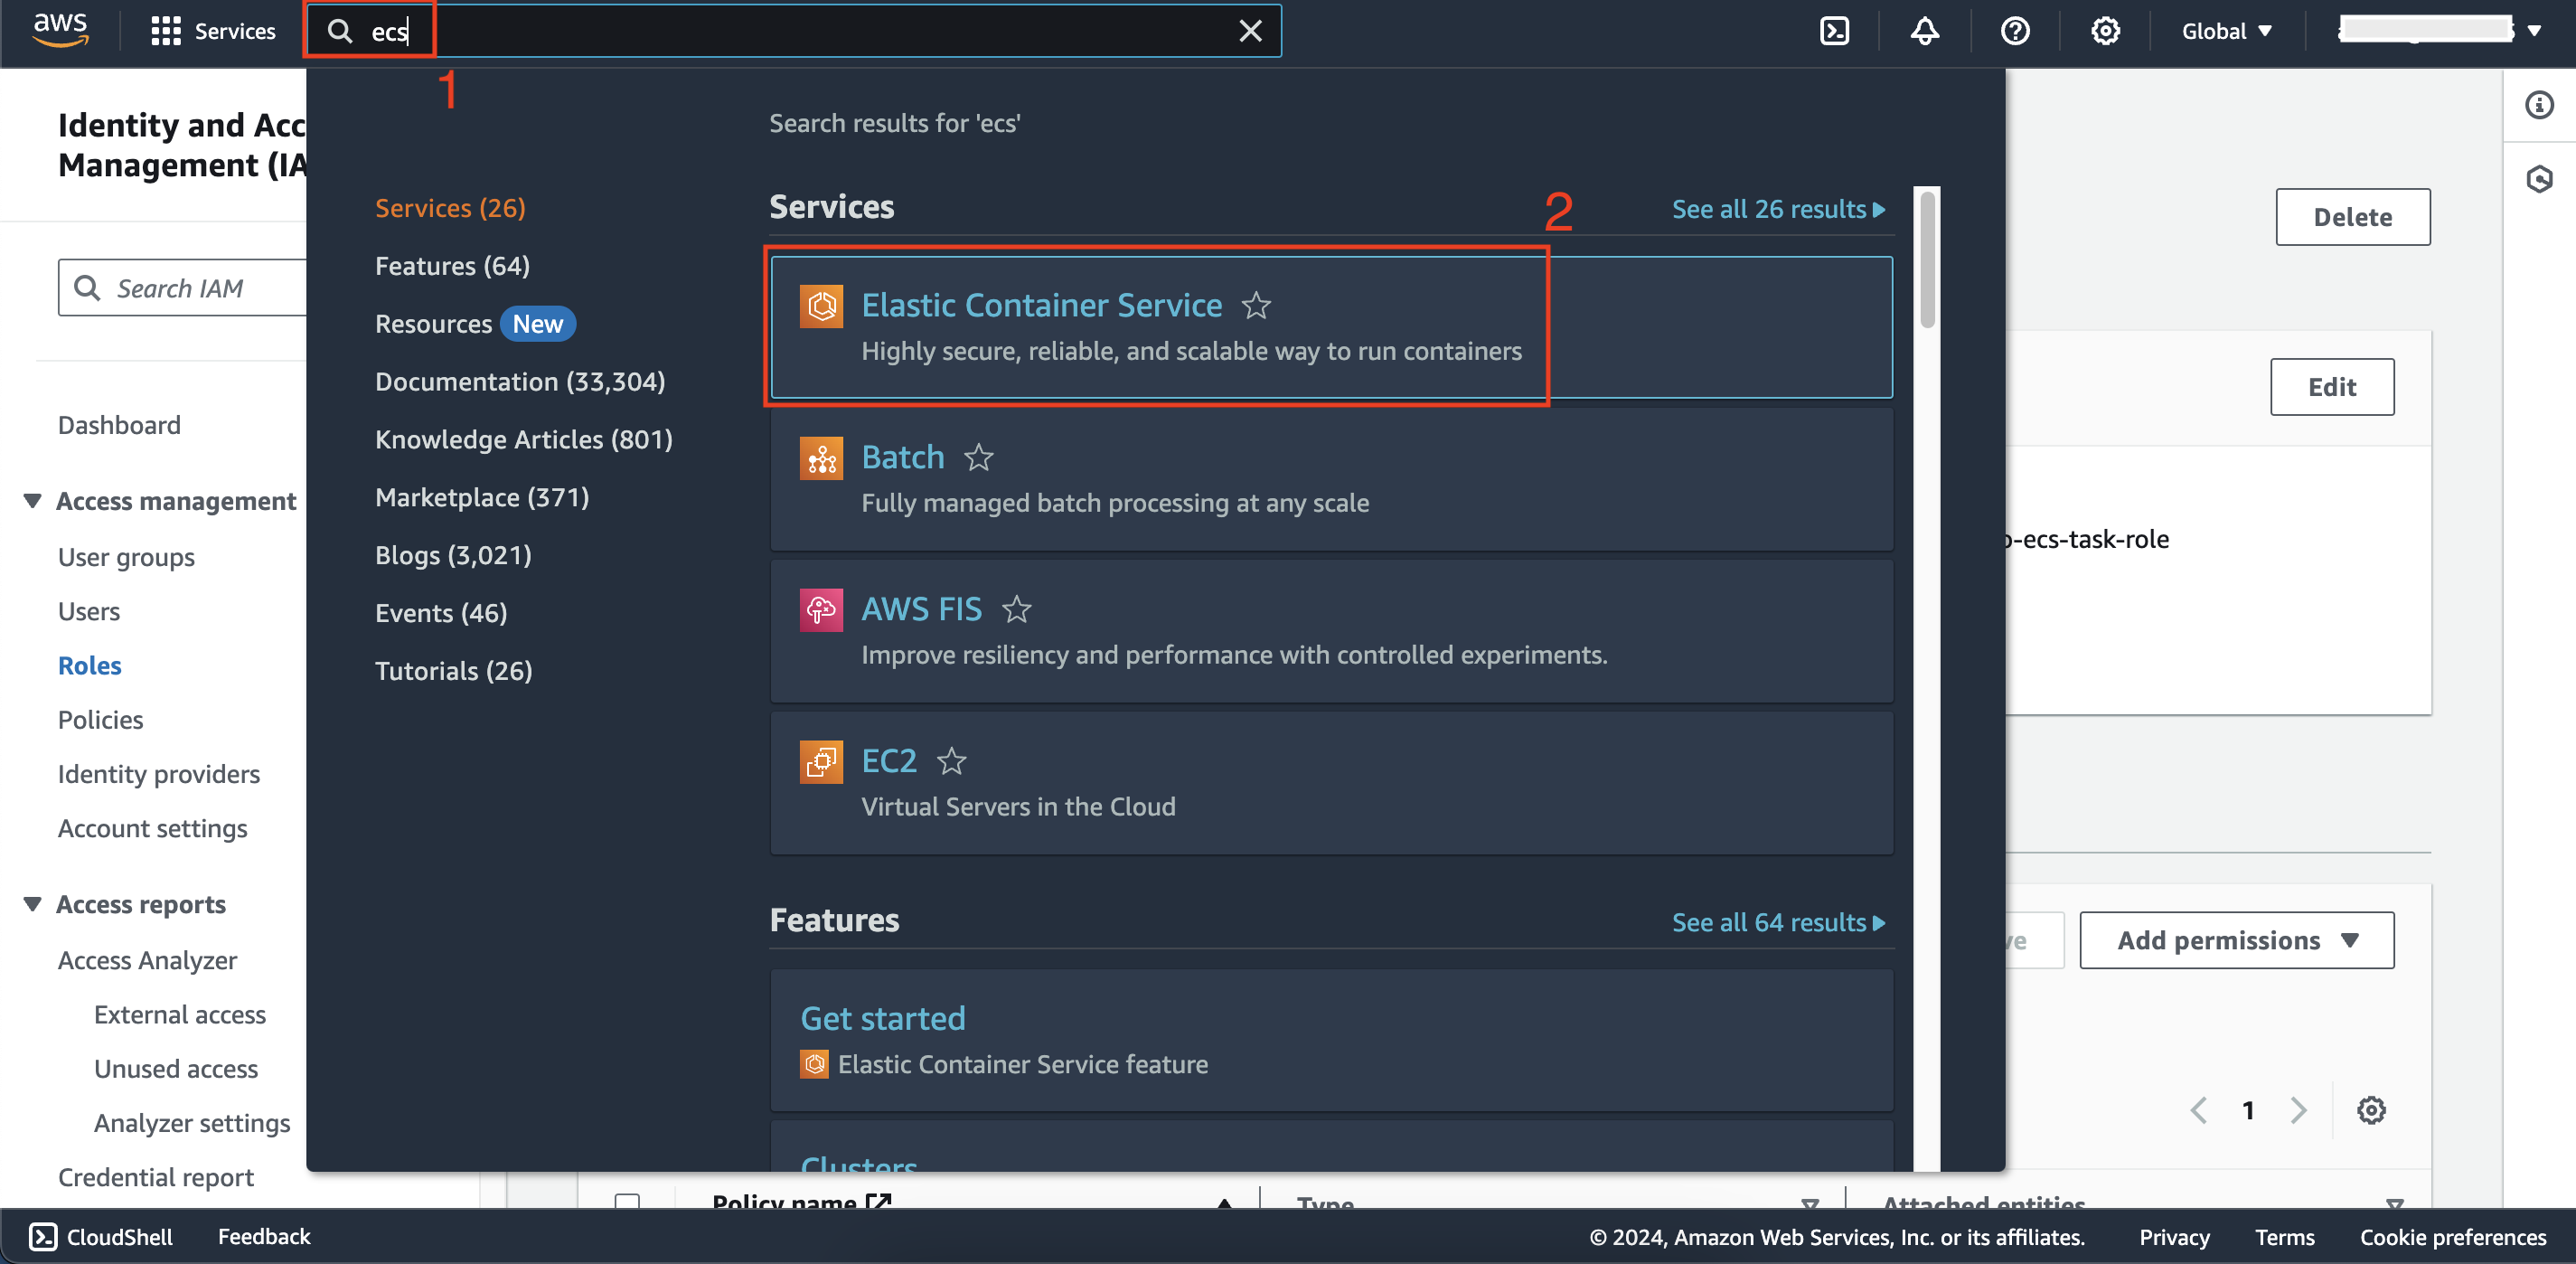 aws
Services
ecs
Global
1
Identity and Acc
Management (IA
Search IAM
Dashboard
Access management
User groups
Users
Roles
Policies
Identity providers
Account settings
Access reports
Access Analyzer
External access
Unused access
Analyzer settings
Credential report
Search results for 'ecs'
Services (26)
Features (64)
Resources New
Documentation (33,304)
Knowledge Articles (801)
Marketplace (371)
Blogs (3,021)
Events (46)
Tutorials (26)
Services
See all 26 results
2
Elastic Container Service
Highly secure, reliable, and scalable way to run containers
Batch
Fully managed batch processing at any scale
AWS FIS
Improve resiliency and performance with controlled experiments.
EC2
Virtual Servers in the Cloud
Features
See all 64 results
Get started
Elastic Container Service feature
Clusters
Delete
Edit
-ecs-task-role
ve
Add permissions
1
Policy name
Type
Attached entities
CloudShell
Feedback
© 2024, Amazon Web Services, Inc. or its affiliates.
Privacy
Terms
Cookie preferences